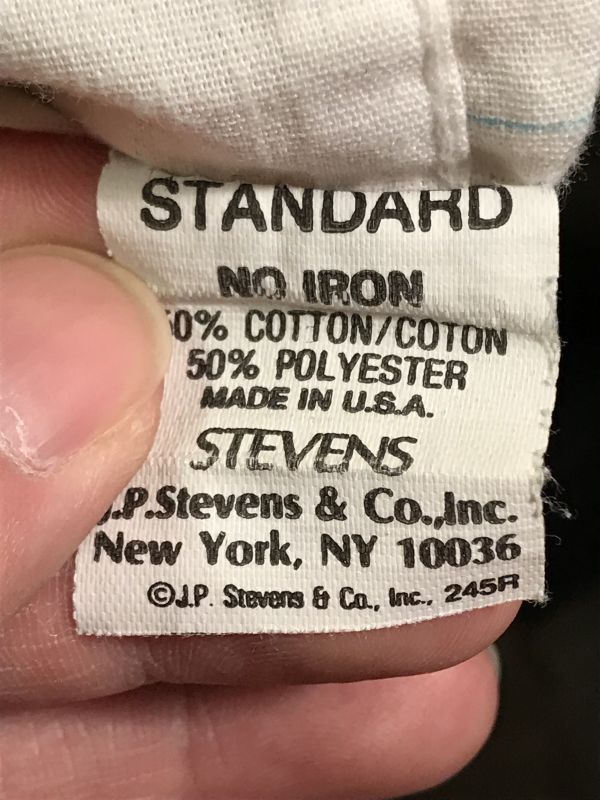 STANDARD
NO IRON
50% COTTON/COTON
50% POLYESTER
MADE IN U.S.A.
STEVENS
J.P.Stevens & Co.,Inc.
New York, NY 10036
©J.P. Stevens & Co., Inc., 245R